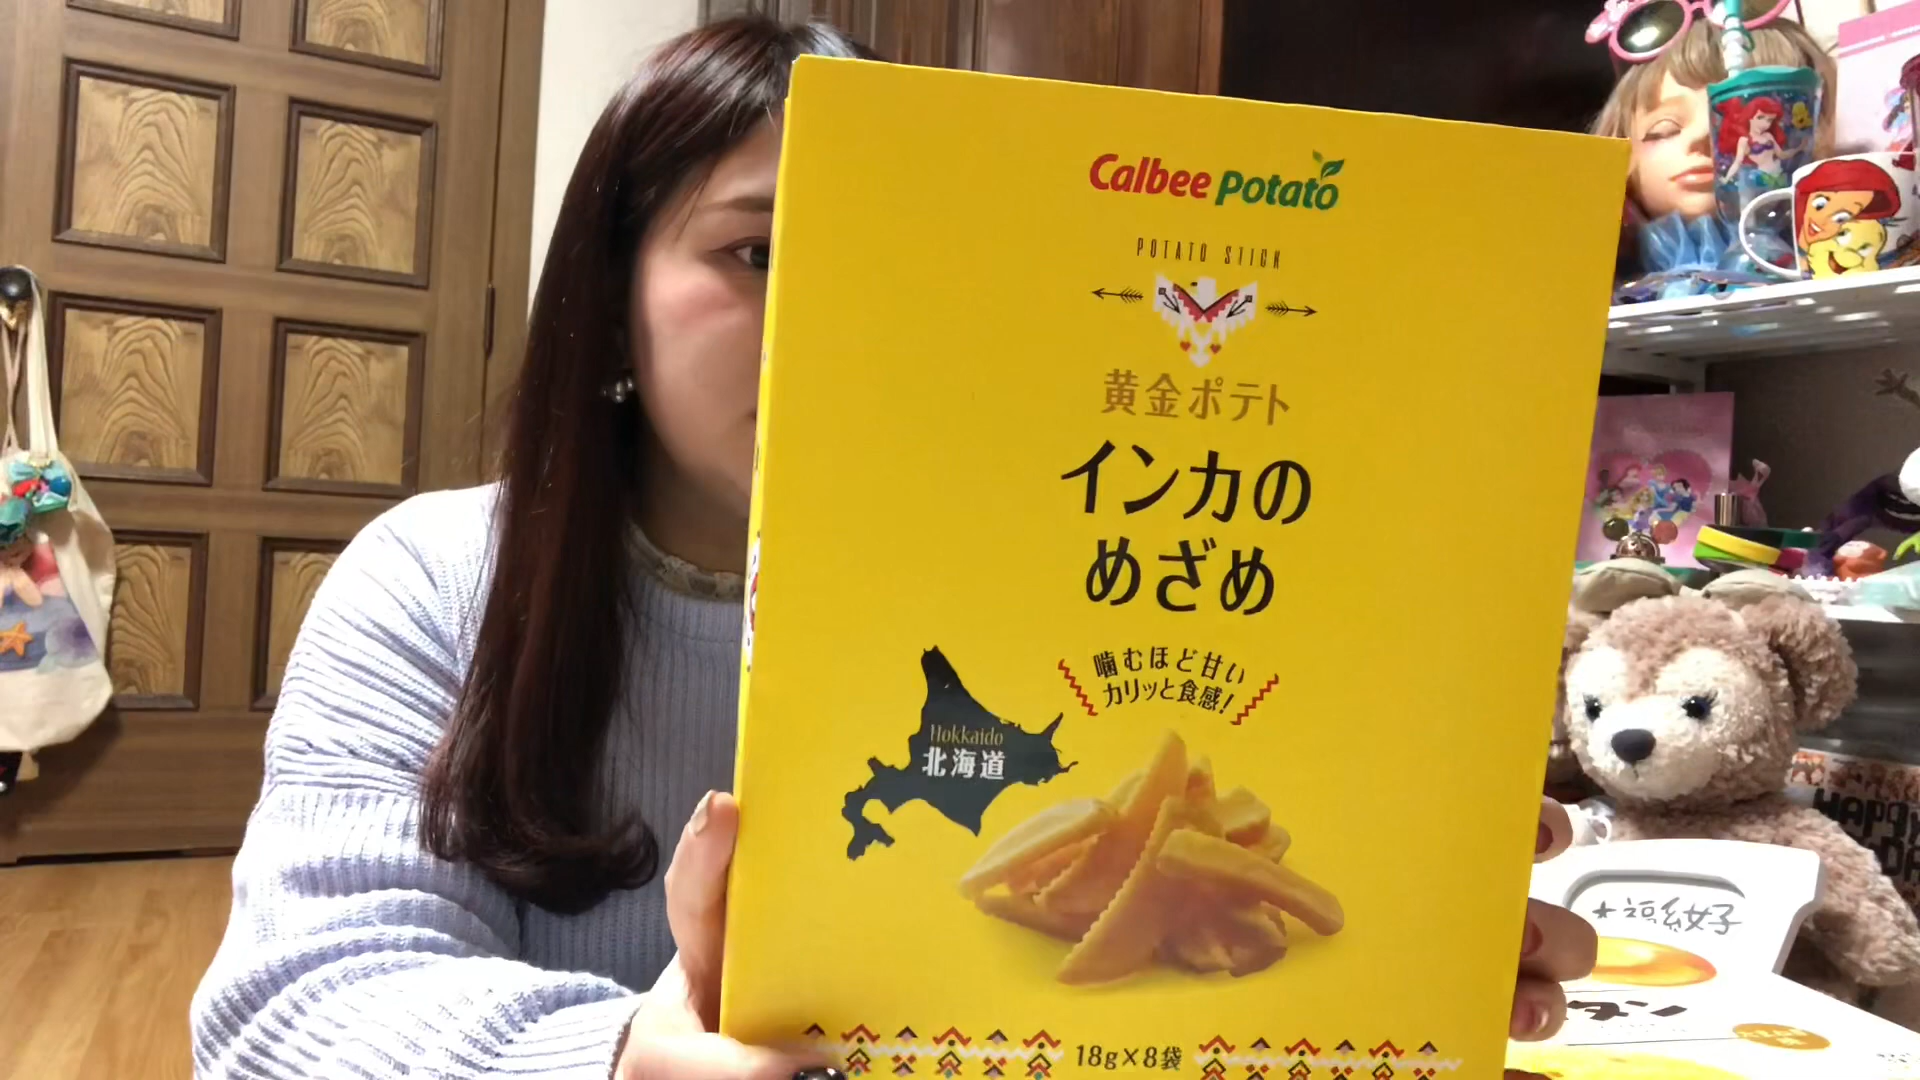 Calbee Potato
POTATO STICK
黄金ポテト
インカの
めざめ
噛むほど甘い
カリッと食感!
Hokkaido
北海道
18g×8袋
HAPPY